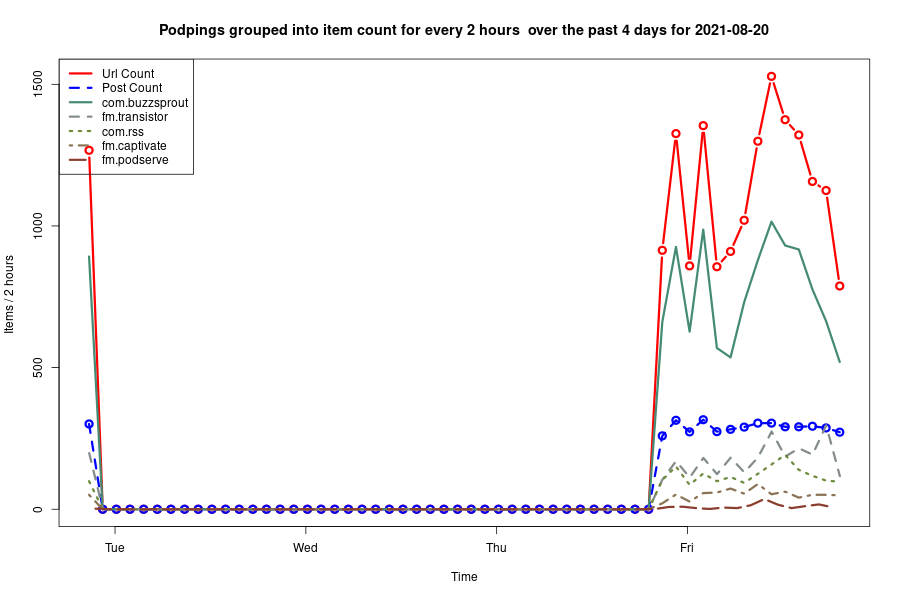 Podpings grouped into item count for every 2 hours  over the past 4 days for 2021-08-20
Url Count
Post Count
com.buzzsprout
fm.transistor
com.rss
fm.captivate
fm.podserve
Items / 2 hours
1500
1000
500
0
Tue Wed Thu Fri
Time